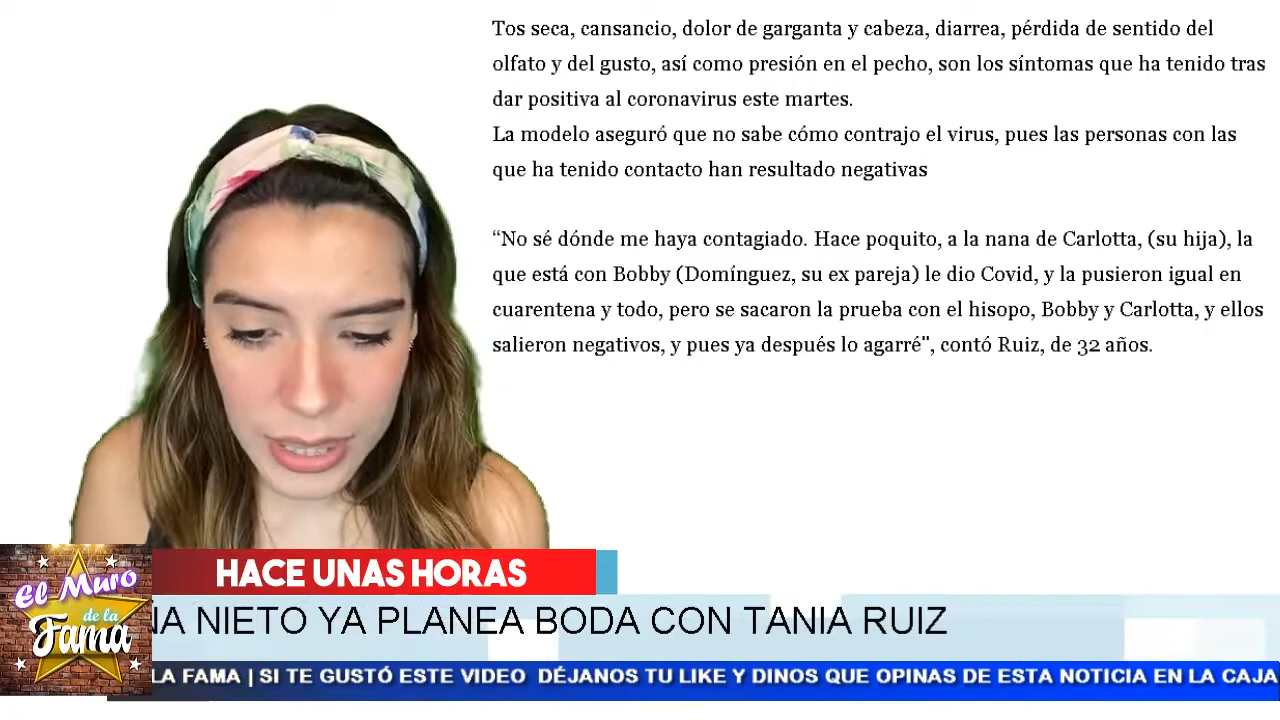 Tos seca, cansancio, dolor de garganta y cabeza, diarrea, pérdida de sentido del
olfato y del gusto, así como presión en el pecho, son los síntomas que ha tenido tras
dar positiva al coronavirus este martes.
La modelo aseguró que no sabe cómo contrajo el virus, pues las personas con las
que ha tenido contacto han resultado negativas
“No sé dónde me haya contagiado. Hace poquito, a la nana de Carlotta, (su hija), la
que está con Bobby (Domínguez, su ex pareja) le dio Covid, y la pusieron igual en
cuarentena y todo, pero se sacaron la prueba con el hisopo, Bobby y Carlotta, y ellos
salieron negativos, y pues ya después lo agarré", contó Ruiz, de 32 años.
HACE UNAS HORAS
El Muro
de la
Fama
ÑA NIETO YA PLANEA BODA CON TANIA RUIZ
LA FAMA | SI TE GUSTÓ ESTE VIDEO DÉJANOS TU LIKE Y DINOS QUE OPINAS DE ESTA NOTICIA EN LA CAJA